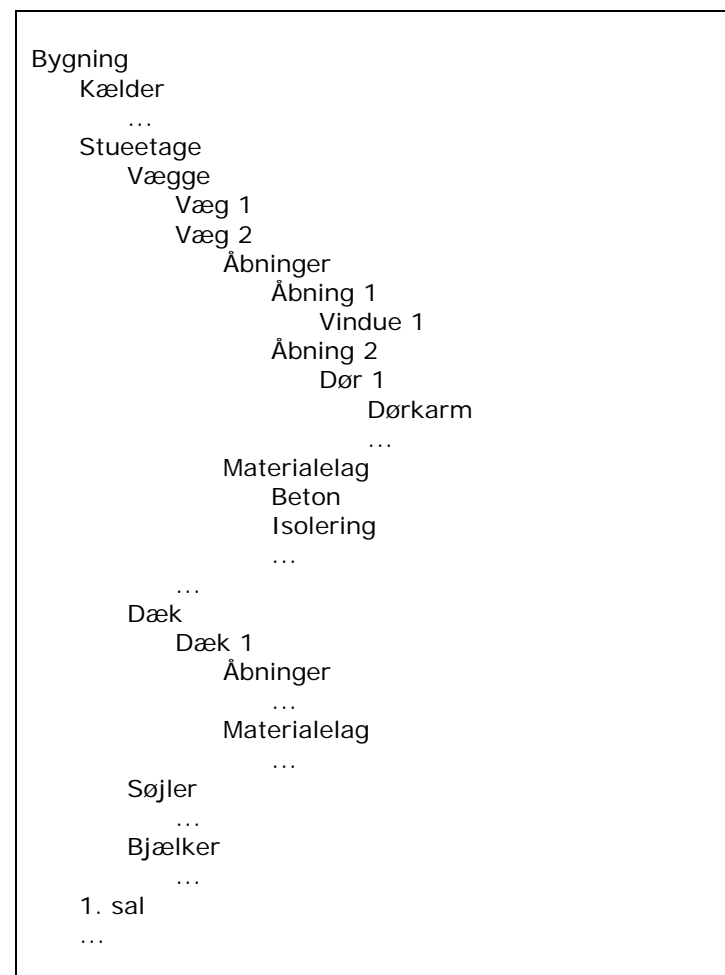 Bygning
Kælder
...
Stueetage
Vægge
Væg 1
Væg 2
Åbninger
Åbning 1
Vindue 1
Åbning 2
Dør 1
Dørkarm
...
Materialelag
Beton
Isolering
...
...
Dæk
Dæk 1
Åbninger
...
Materialelag
...
Søjler
...
Bjælker
...
1. sal
...